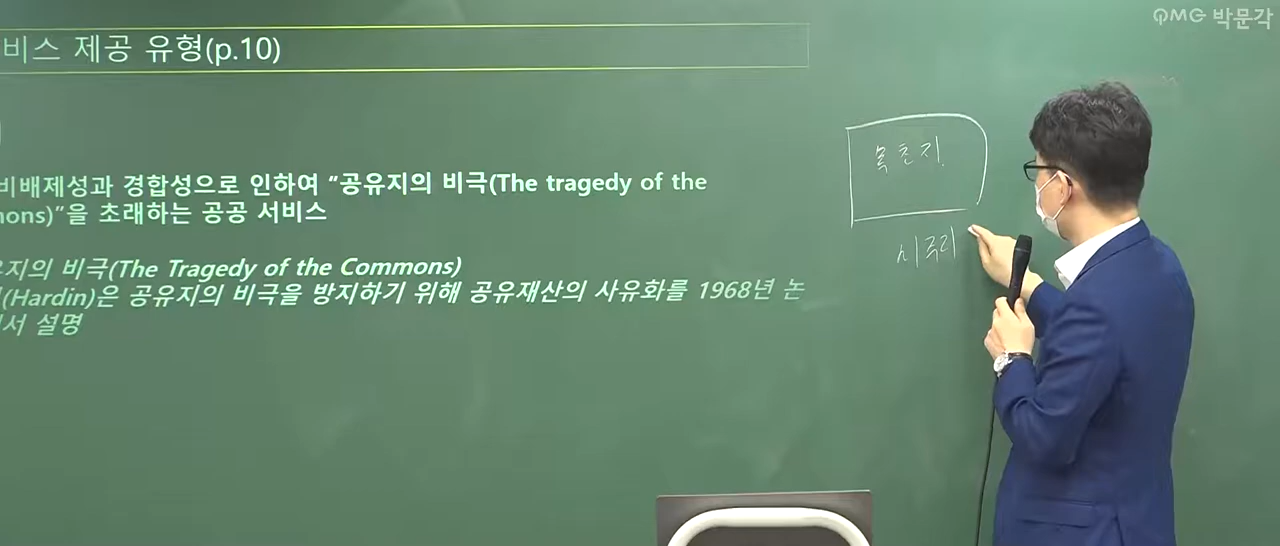 PMG 박문각
비스 제공 유형(p.10)
비배제성과 경합성으로 인하여 “공유지의 비극(The tragedy of the
nons)”을 초래하는 공공 서비스
유지의 비극(The Tragedy of the Commons)
(Hardin)은 공유지의 비극을 방지하기 위해 공유재산의 사유화를 1968년 논
서 설명
목초지